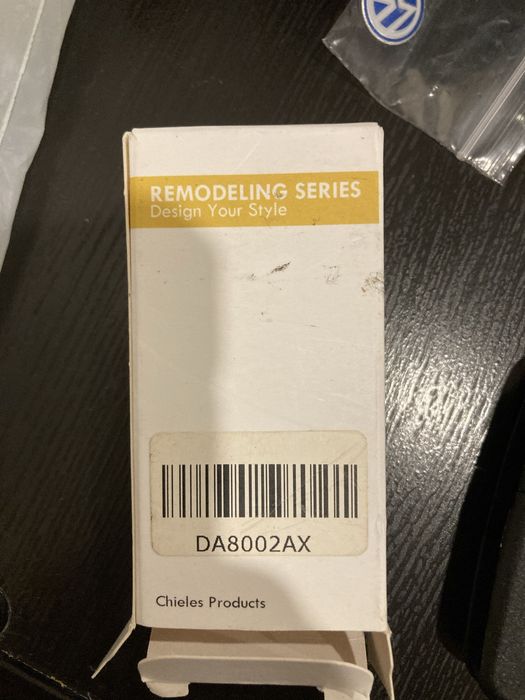 REMODELING SERIES
Design Your Style
DA8002AX
Chieles Products